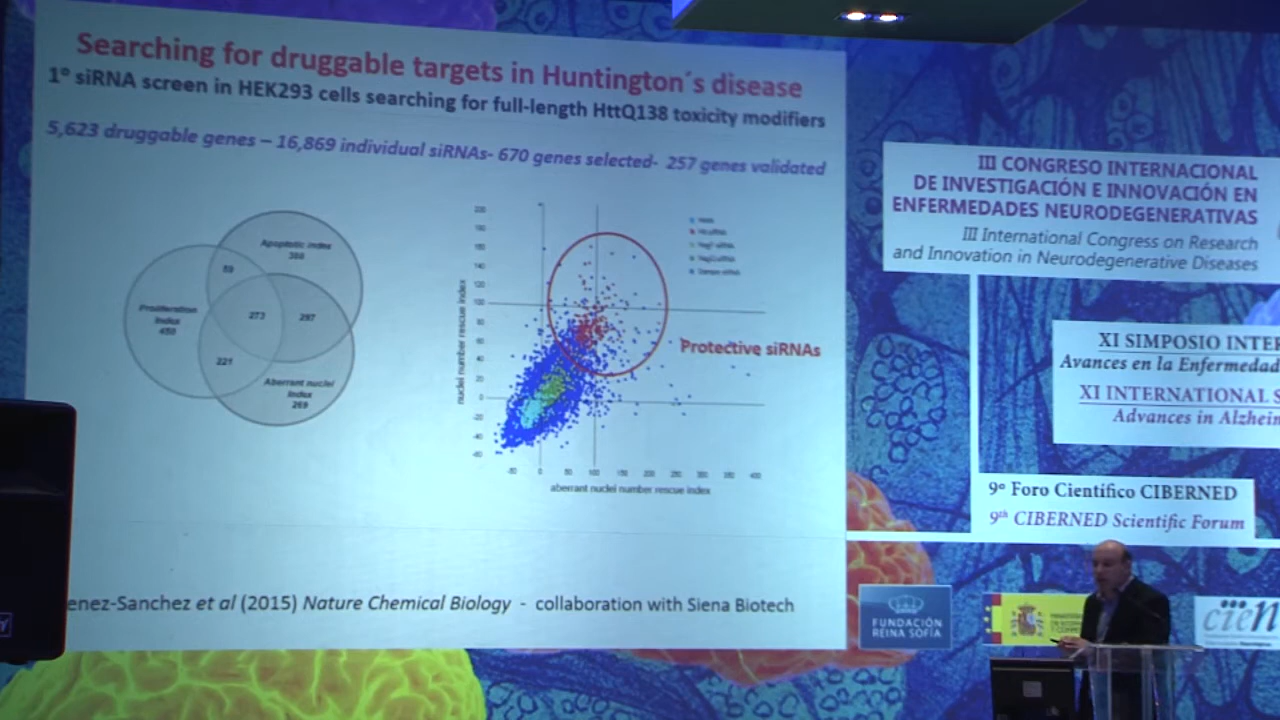 Searching for druggable targets in Huntington´s disease
1º siRNA screen in HEK293 cells searching for full-length HttQ138 toxicity modifiers
5,623 druggable genes – 16,869 individual siRNAs- 670 genes selected- 257 genes validated
Apoptotic index
388
59
Proliferation
index
450
273
297
221
Aberrant nuclei
index
269
nuclei number rescue index
aberrant nuclei number rescue index
Protective siRNAs
enez-Sanchez et al (2015) Nature Chemical Biology - collaboration with Siena Biotech
III CONGRESO INTERNACIONAL
DE INVESTIGACIÓN E INNOVACIÓN EN
ENFERMEDADES NEURODEGENERATIVAS
III International Congress on Research
and Innovation in Neurodegenerative Diseases
XI SIMPOSIO INTER
Avances en la Enfermedad
XI INTERNATIONAL S
Advances in Alzheim
9º Foro Científico CIBERNED
9th CIBERNED Scientific Forum
FUNDACIÓN
REINA SOFÍA
cien